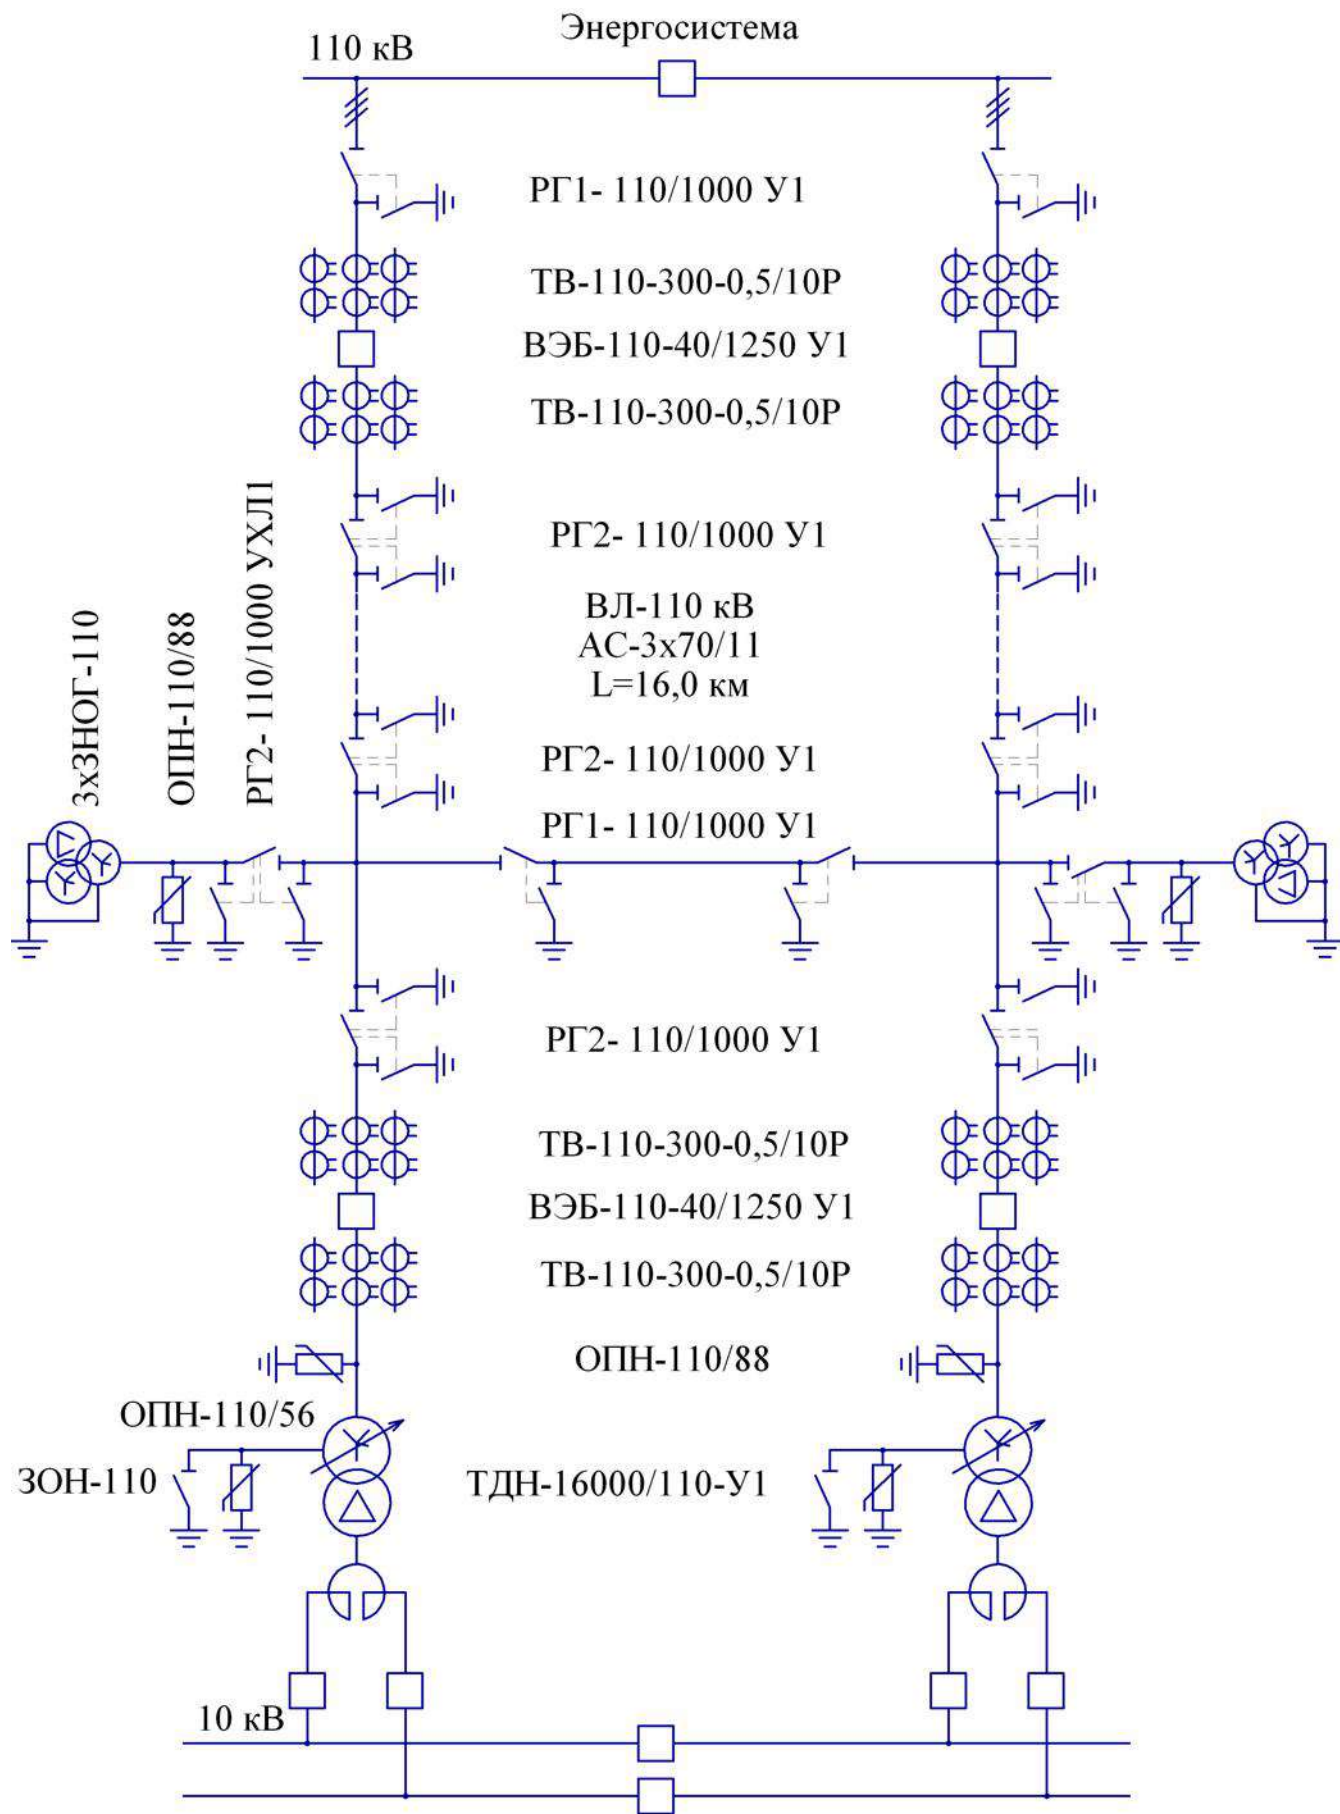 Энергосистема
110 кВ
РГ1- 110/1000 У1
ТВ-110-300-0,5/10Р
ВЭБ-110-40/1250 У1
ТВ-110-300-0,5/10Р
РГ2- 110/1000 У1
ВЛ-110 кВ
АС-3х70/11
L=16,0 км
3хЗНОГ-110
ОПН-110/88
РГ2- 110/1000 УХЛ1
РГ2- 110/1000 У1
РГ1- 110/1000 У1
РГ2- 110/1000 У1
ТВ-110-300-0,5/10Р
ВЭБ-110-40/1250 У1
ТВ-110-300-0,5/10Р
ОПН-110/88
ОПН-110/56
ЗОН-110
ТДН-16000/110-У1
10 кВ